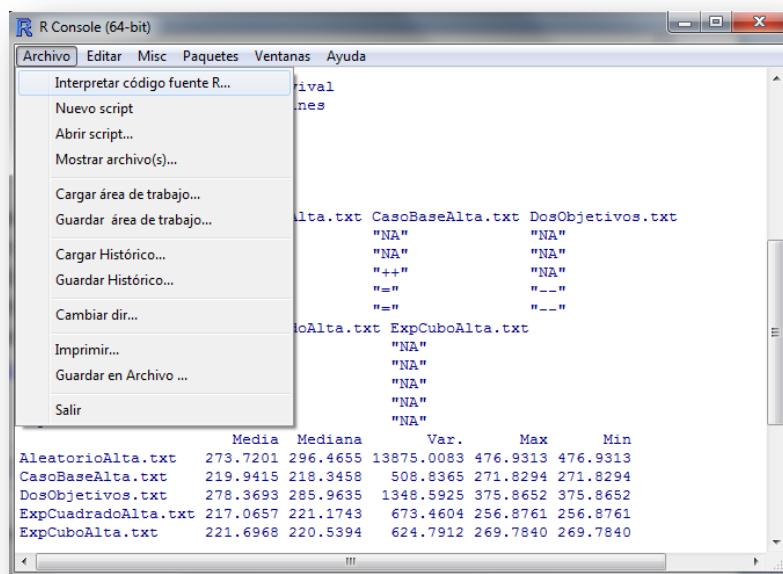 R Console (64-bit)
Archivo Editar Misc Paquetes Ventanas Ayuda
Interpretar código fuente R...
Nuevo script
Abrir script...
Mostrar archivo(s)...
Cargar área de trabajo...
Guardar área de trabajo...
Cargar Histórico...
Guardar Histórico...
Cambiar dir...
Imprimir...
Guardar en Archivo ...
Salir
lta.txt CasoBaseAlta.txt DosObjetivos.txt
"NA" "NA"
"NA" "NA"
"++" "NA"
"=" "--"
"=" "--"
oAlta.txt ExpCuboAlta.txt
"NA"
"NA"
"NA"
"NA"
"NA"
Media Mediana Var. Max Min
AleatorioAlta.txt 273.7201 296.4655 13875.0083 476.9313 476.9313
CasoBaseAlta.txt 219.9415 218.3458 508.8365 271.8294 271.8294
DosObjetivos.txt 278.3693 285.9635 1348.5925 375.8652 375.8652
ExpCuadradoAlta.txt 217.0657 221.1743 673.4604 256.8761 256.8761
ExpCuboAlta.txt 221.6968 220.5394 624.7912 269.7840 269.7840